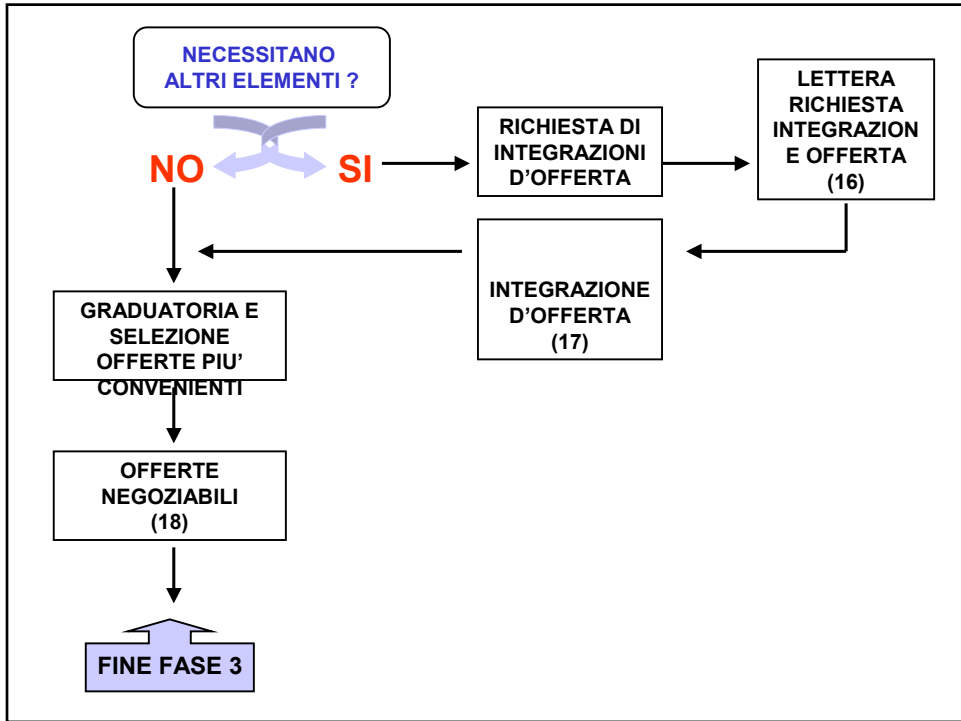 NECESSITANO
ALTRI ELEMENTI ?
NO
SI
RICHIESTA DI
INTEGRAZIONI
D’OFFERTA
LETTERA
RICHIESTA
INTEGRAZION
E OFFERTA
(16)
INTEGRAZIONE
D’OFFERTA
(17)
GRADUATORIA E
SELEZIONE
OFFERTE PIU’
CONVENIENTI
OFFERTE
NEGOZIABILI
(18)
FINE FASE 3